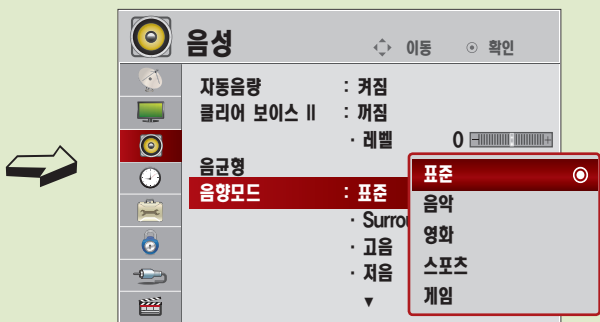 음성
이동 확인
자동음량 : 켜짐
클리어 보이스 II : 꺼짐
· 레벨 0
음균형
음향모드 : 표준
· 고음
· 저음
표준
음악
영화
스포츠
게임